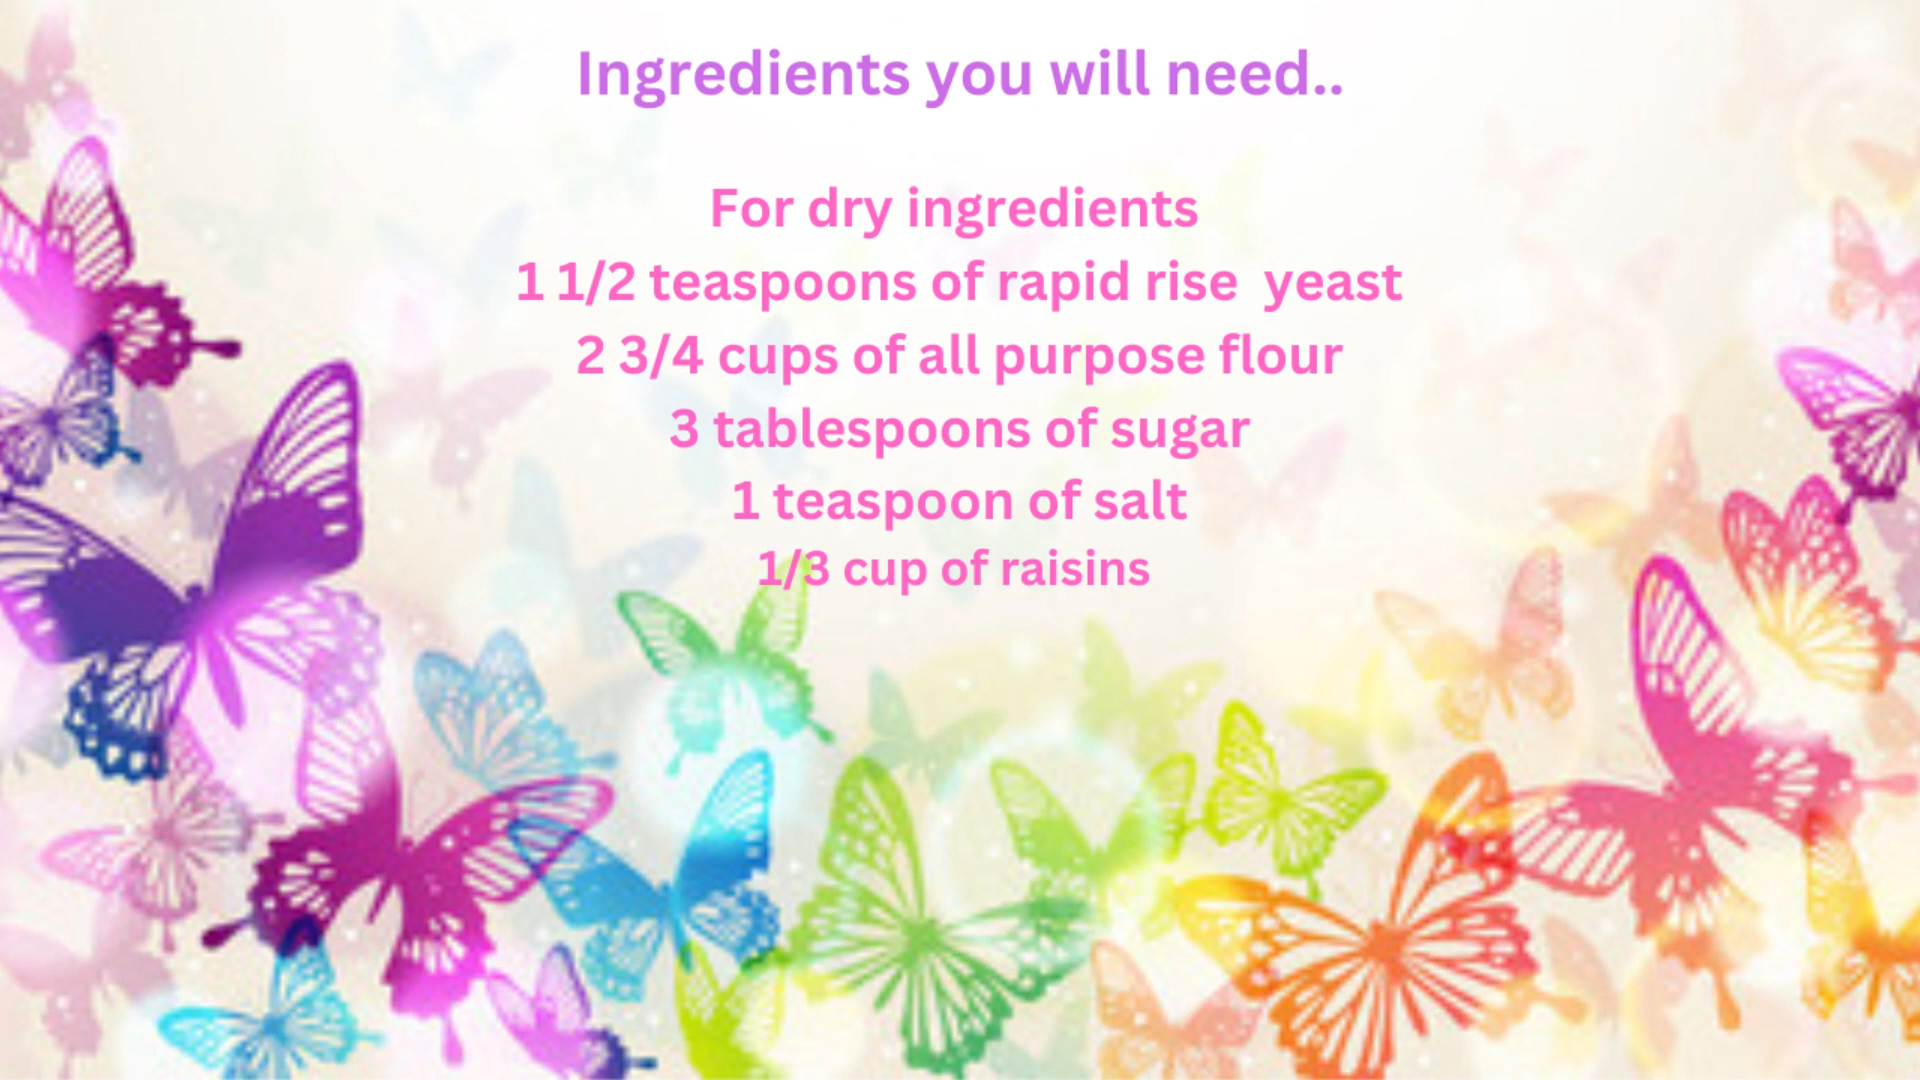 Ingredients you will need..
For dry ingredients
1 1/2 teaspoons of rapid rise  yeast
2 3/4 cups of all purpose flour
3 tablespoons of sugar
1 teaspoon of salt
1/3 cup of raisins